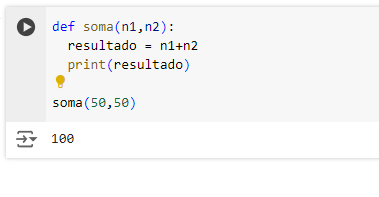 def soma(n1,n2):
  resultado = n1+n2
  print(resultado)
soma(50,50)
100